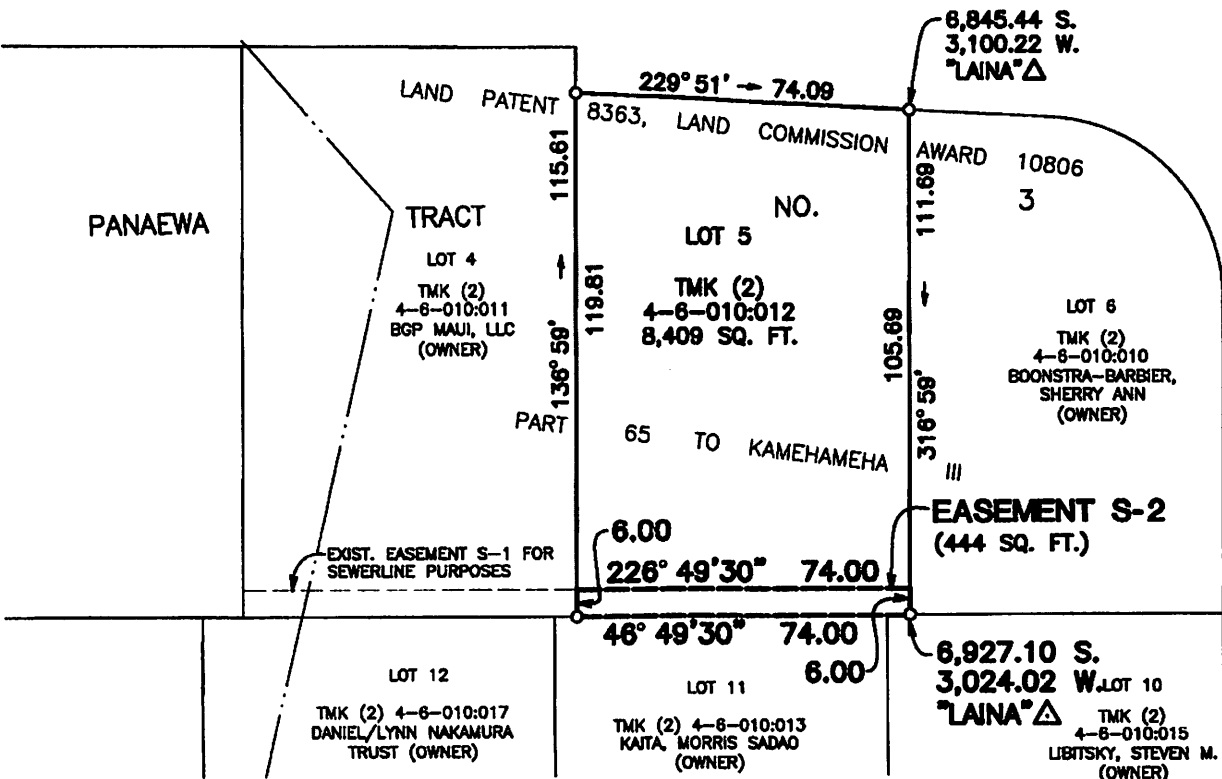 6,845.44 S.
3,100.22 W.
"LAINA"△
229° 51' → 74.09
LAND PATENT 8363, LAND COMMISSION AWARD 10806
3
NO.
PANAEWA
TRACT
LOT 4
TMK (2)
4-6-010:011
BGP MAUI, LLC
(OWNER)
136° 59' → 115.61
119.81
LOT 5
TMK (2)
4-6-010:012
8,409 SQ. FT.
111.69
105.69
316° 59'
LOT 6
TMK (2)
4-6-010:010
BOONSTRA-BARBIER,
SHERRY ANN
(OWNER)
PART 65 TO KAMEHAMEHA III
EASEMENT S-2
(444 SQ. FT.)
6.00
EXIST. EASEMENT S-1 FOR
SEWERLINE PURPOSES
226° 49'30" 74.00
46° 49'30" 74.00
6.00
6,927.10 S.
3,024.02 W.
"LAINA"△
LOT 12
TMK (2) 4-6-010:017
DANIEL/LYNN NAKAMURA
TRUST (OWNER)
LOT 11
TMK (2) 4-6-010:013
KAITA, MORRIS SADAO
(OWNER)
LOT 10
TMK (2)
4-6-010:015
LIBITSKY, STEVEN M.
(OWNER)